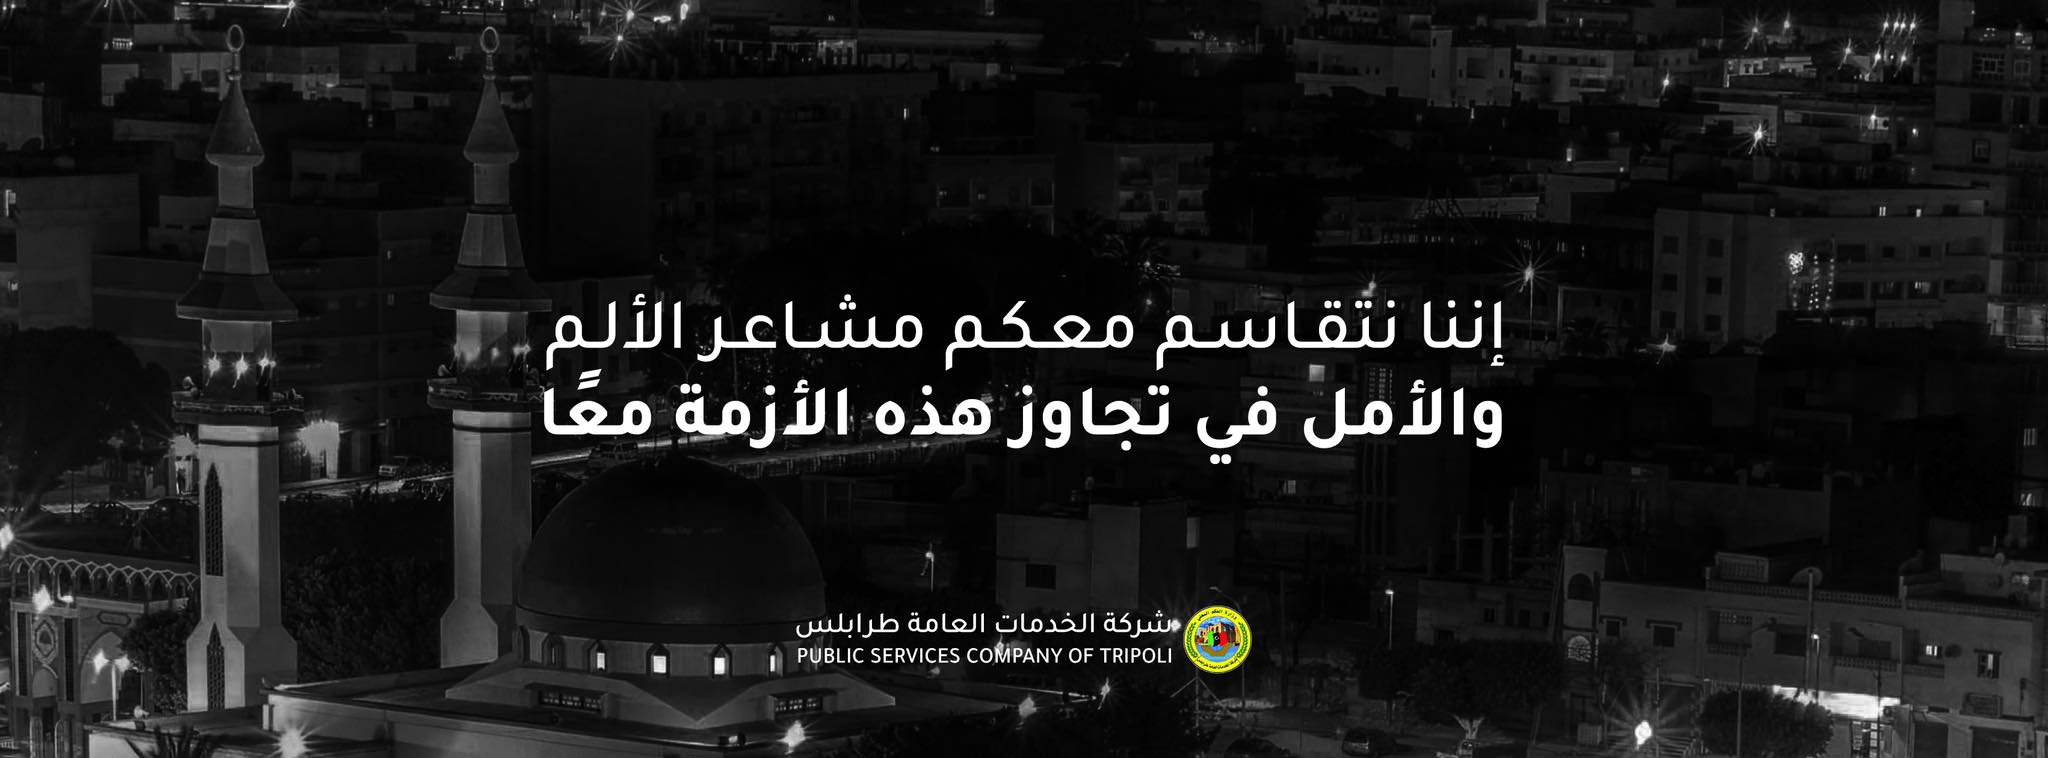 إننا نتقاسم معكم مشاعر الألم
والأمل في تجاوز هذه الأزمة معًا
شركة الخدمات العامة طرابلس
PUBLIC SERVICES COMPANY OF TRIPOLI